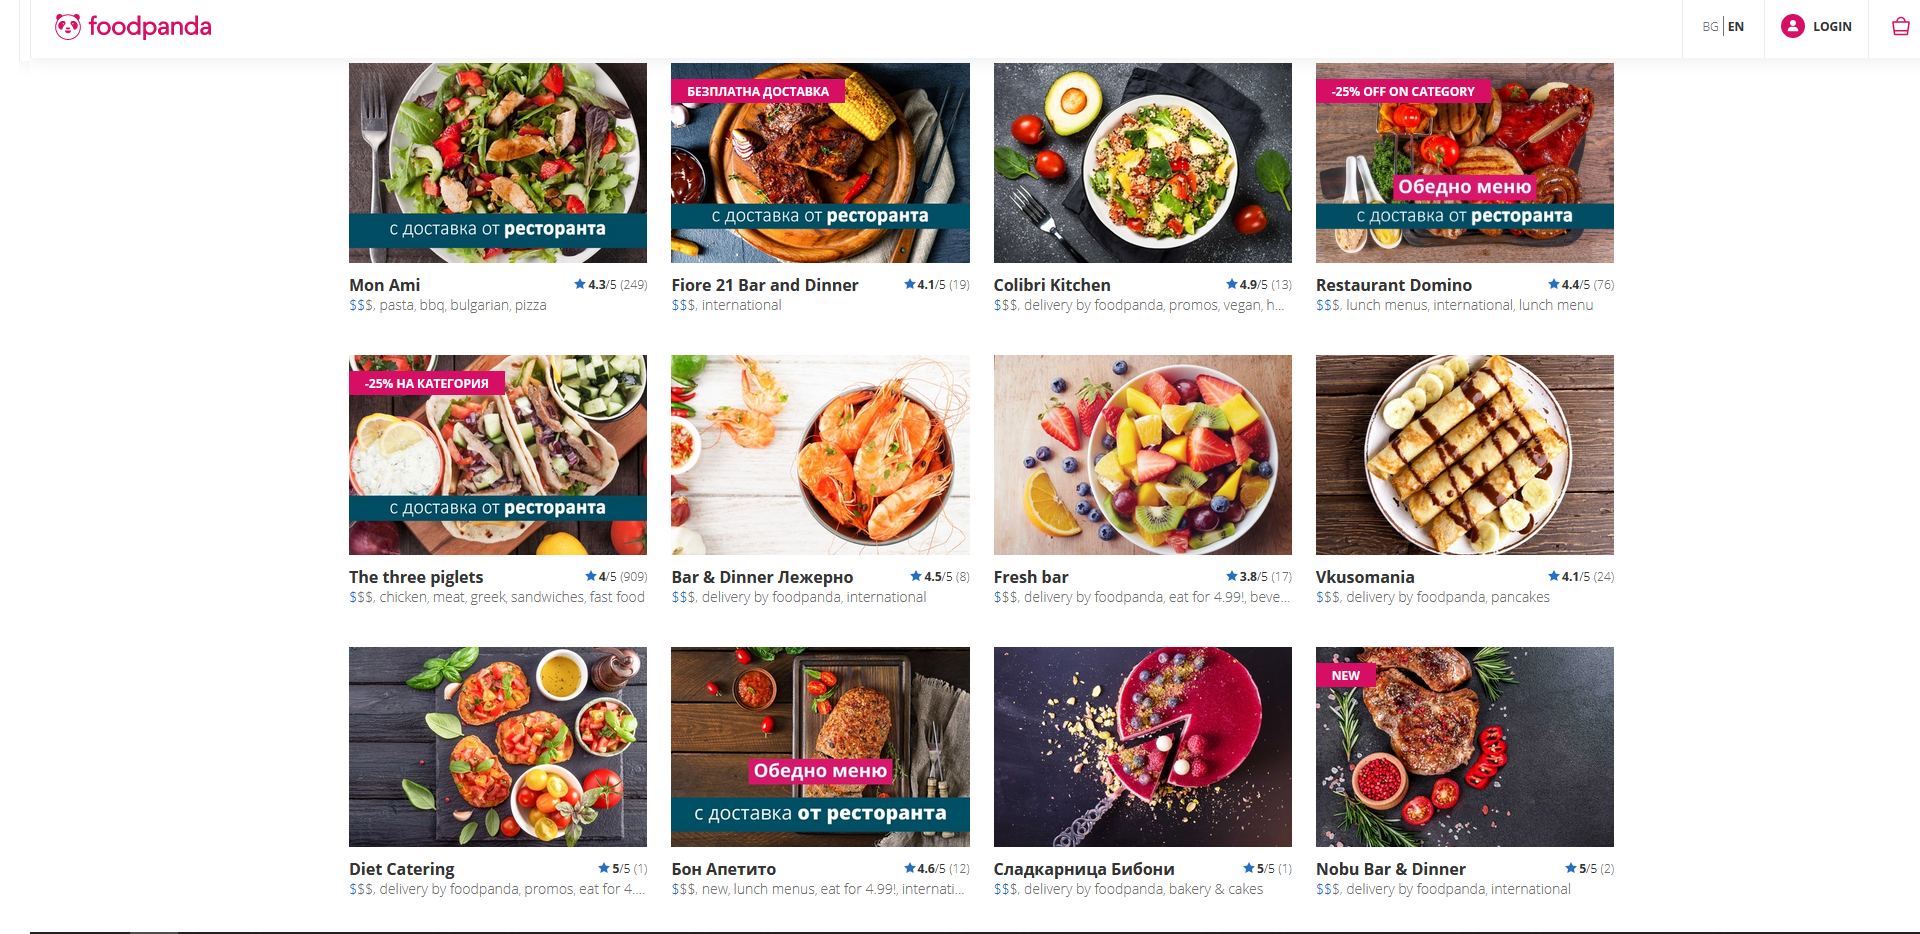 foodpanda
BG EN
LOGIN
с доставка от ресторанта
Mon Ami
4.3/5 (249)
$$$, pasta, bbq, bulgarian, pizza
БЕЗПЛАТНА ДОСТАВКА
с доставка от ресторанта
Fiore 21 Bar and Dinner
4.1/5 (19)
$$$, international
Colibri Kitchen
4.9/5 (13)
$$$, delivery by foodpanda, promos, vegan, h...
-25% OFF ON CATEGORY
Обедно меню
с доставка от ресторанта
Restaurant Domino
4.4/5 (76)
$$$, lunch menus, international, lunch menu
-25% НА КАТЕГОРИЯ
с доставка от ресторанта
The three piglets
4/5 (909)
$$$, chicken, meat, greek, sandwiches, fast food
Bar & Dinner Лежерно
4.5/5 (8)
$$$, delivery by foodpanda, international
Fresh bar
3.8/5 (17)
$$$, delivery by foodpanda, eat for 4.99!, beve...
Vkusomania
4.1/5 (24)
$$$, delivery by foodpanda, pancakes
Diet Catering
5/5 (1)
$$$, delivery by foodpanda, promos, eat for 4....
Обедно меню
с доставка от ресторанта
Бон Апетито
4.6/5 (12)
$$$, new, lunch menus, eat for 4.99!, internati...
Сладкарница Бибони
5/5 (1)
$$$, delivery by foodpanda, bakery & cakes
NEW
Nobu Bar & Dinner
5/5 (2)
$$$, delivery by foodpanda, international